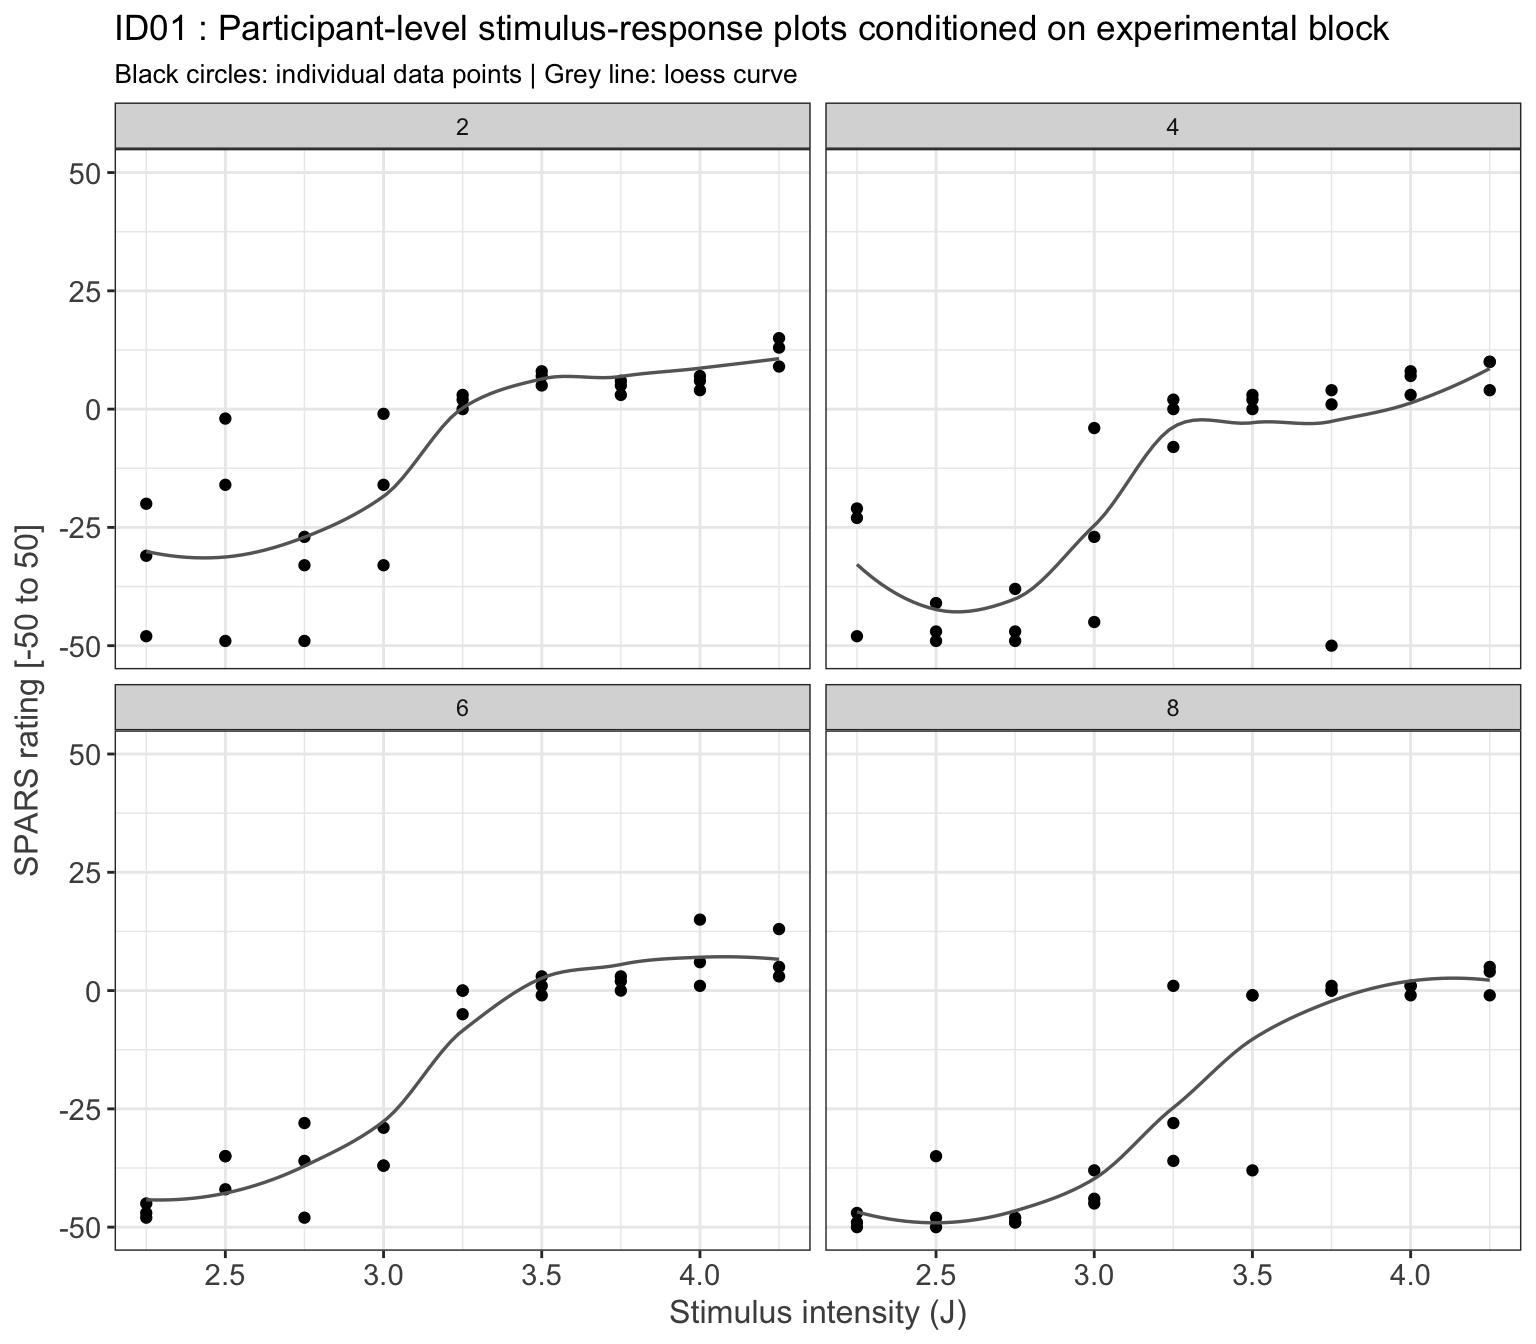 ID01 : Participant-level stimulus-response plots conditioned on experimental block
Black circles: individual data points | Grey line: loess curve
2
4
50
25
0
-25
-50
6
8
50
25
0
-25
-50
SPARS rating [-50 to 50]
2.5 3.0 3.5 4.0
2.5 3.0 3.5 4.0
Stimulus intensity (J)